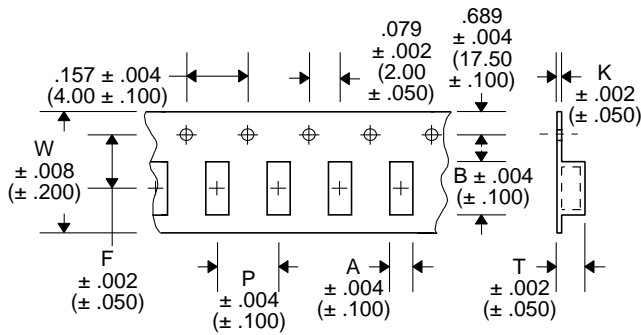 .157 ± .004
(4.00 ± .100)
.079
± .002
(2.00
± .050)
.689
± .004
(17.50
± .100)
K
± .002
(± .050)
W
± .008
(± .200)
B ± .004
(± .100)
F
± .002
(± .050)
P
± .004
(± .100)
A
± .004
(± .100)
T
± .002
(± .050)